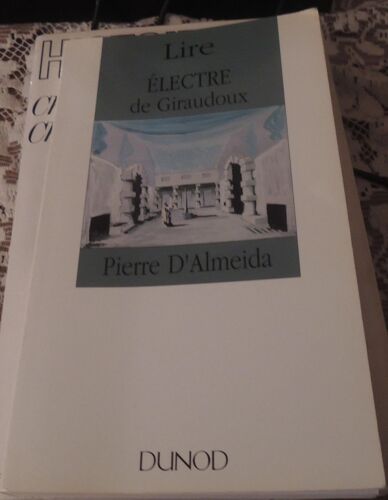 Lire
ÉLECTRE
de Giraudoux
Pierre D'Almeida
DUNOD